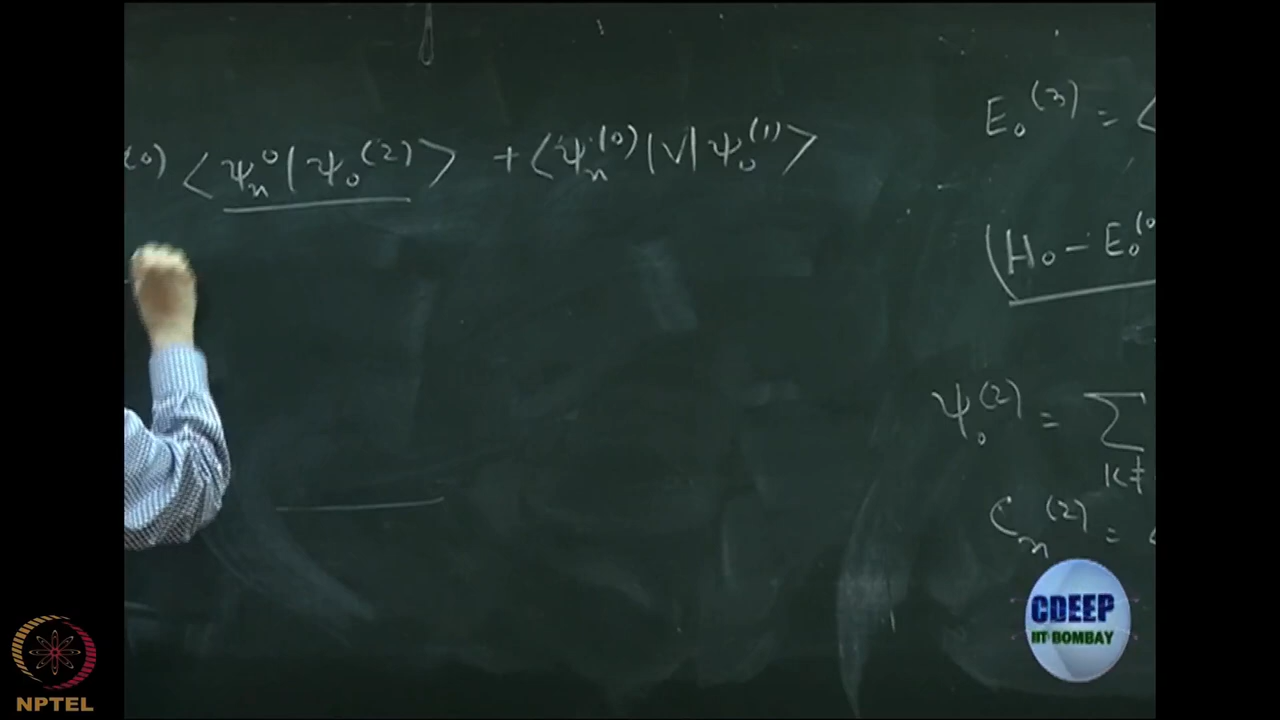 (0) ⟨ψₙ⁰|ψ₀⁽²⁾⟩ + ⟨ψₙ⁽⁰⁾|V|ψ₀⁽¹⁾⟩
E₀⁽³⁾ = ⟨
(H₀ − E₀⁽⁰
ψ₀⁽²⁾ = Σ
K≠
Cₙ⁽²⁾ =
CDEEP
IIT BOMBAY
NPTEL